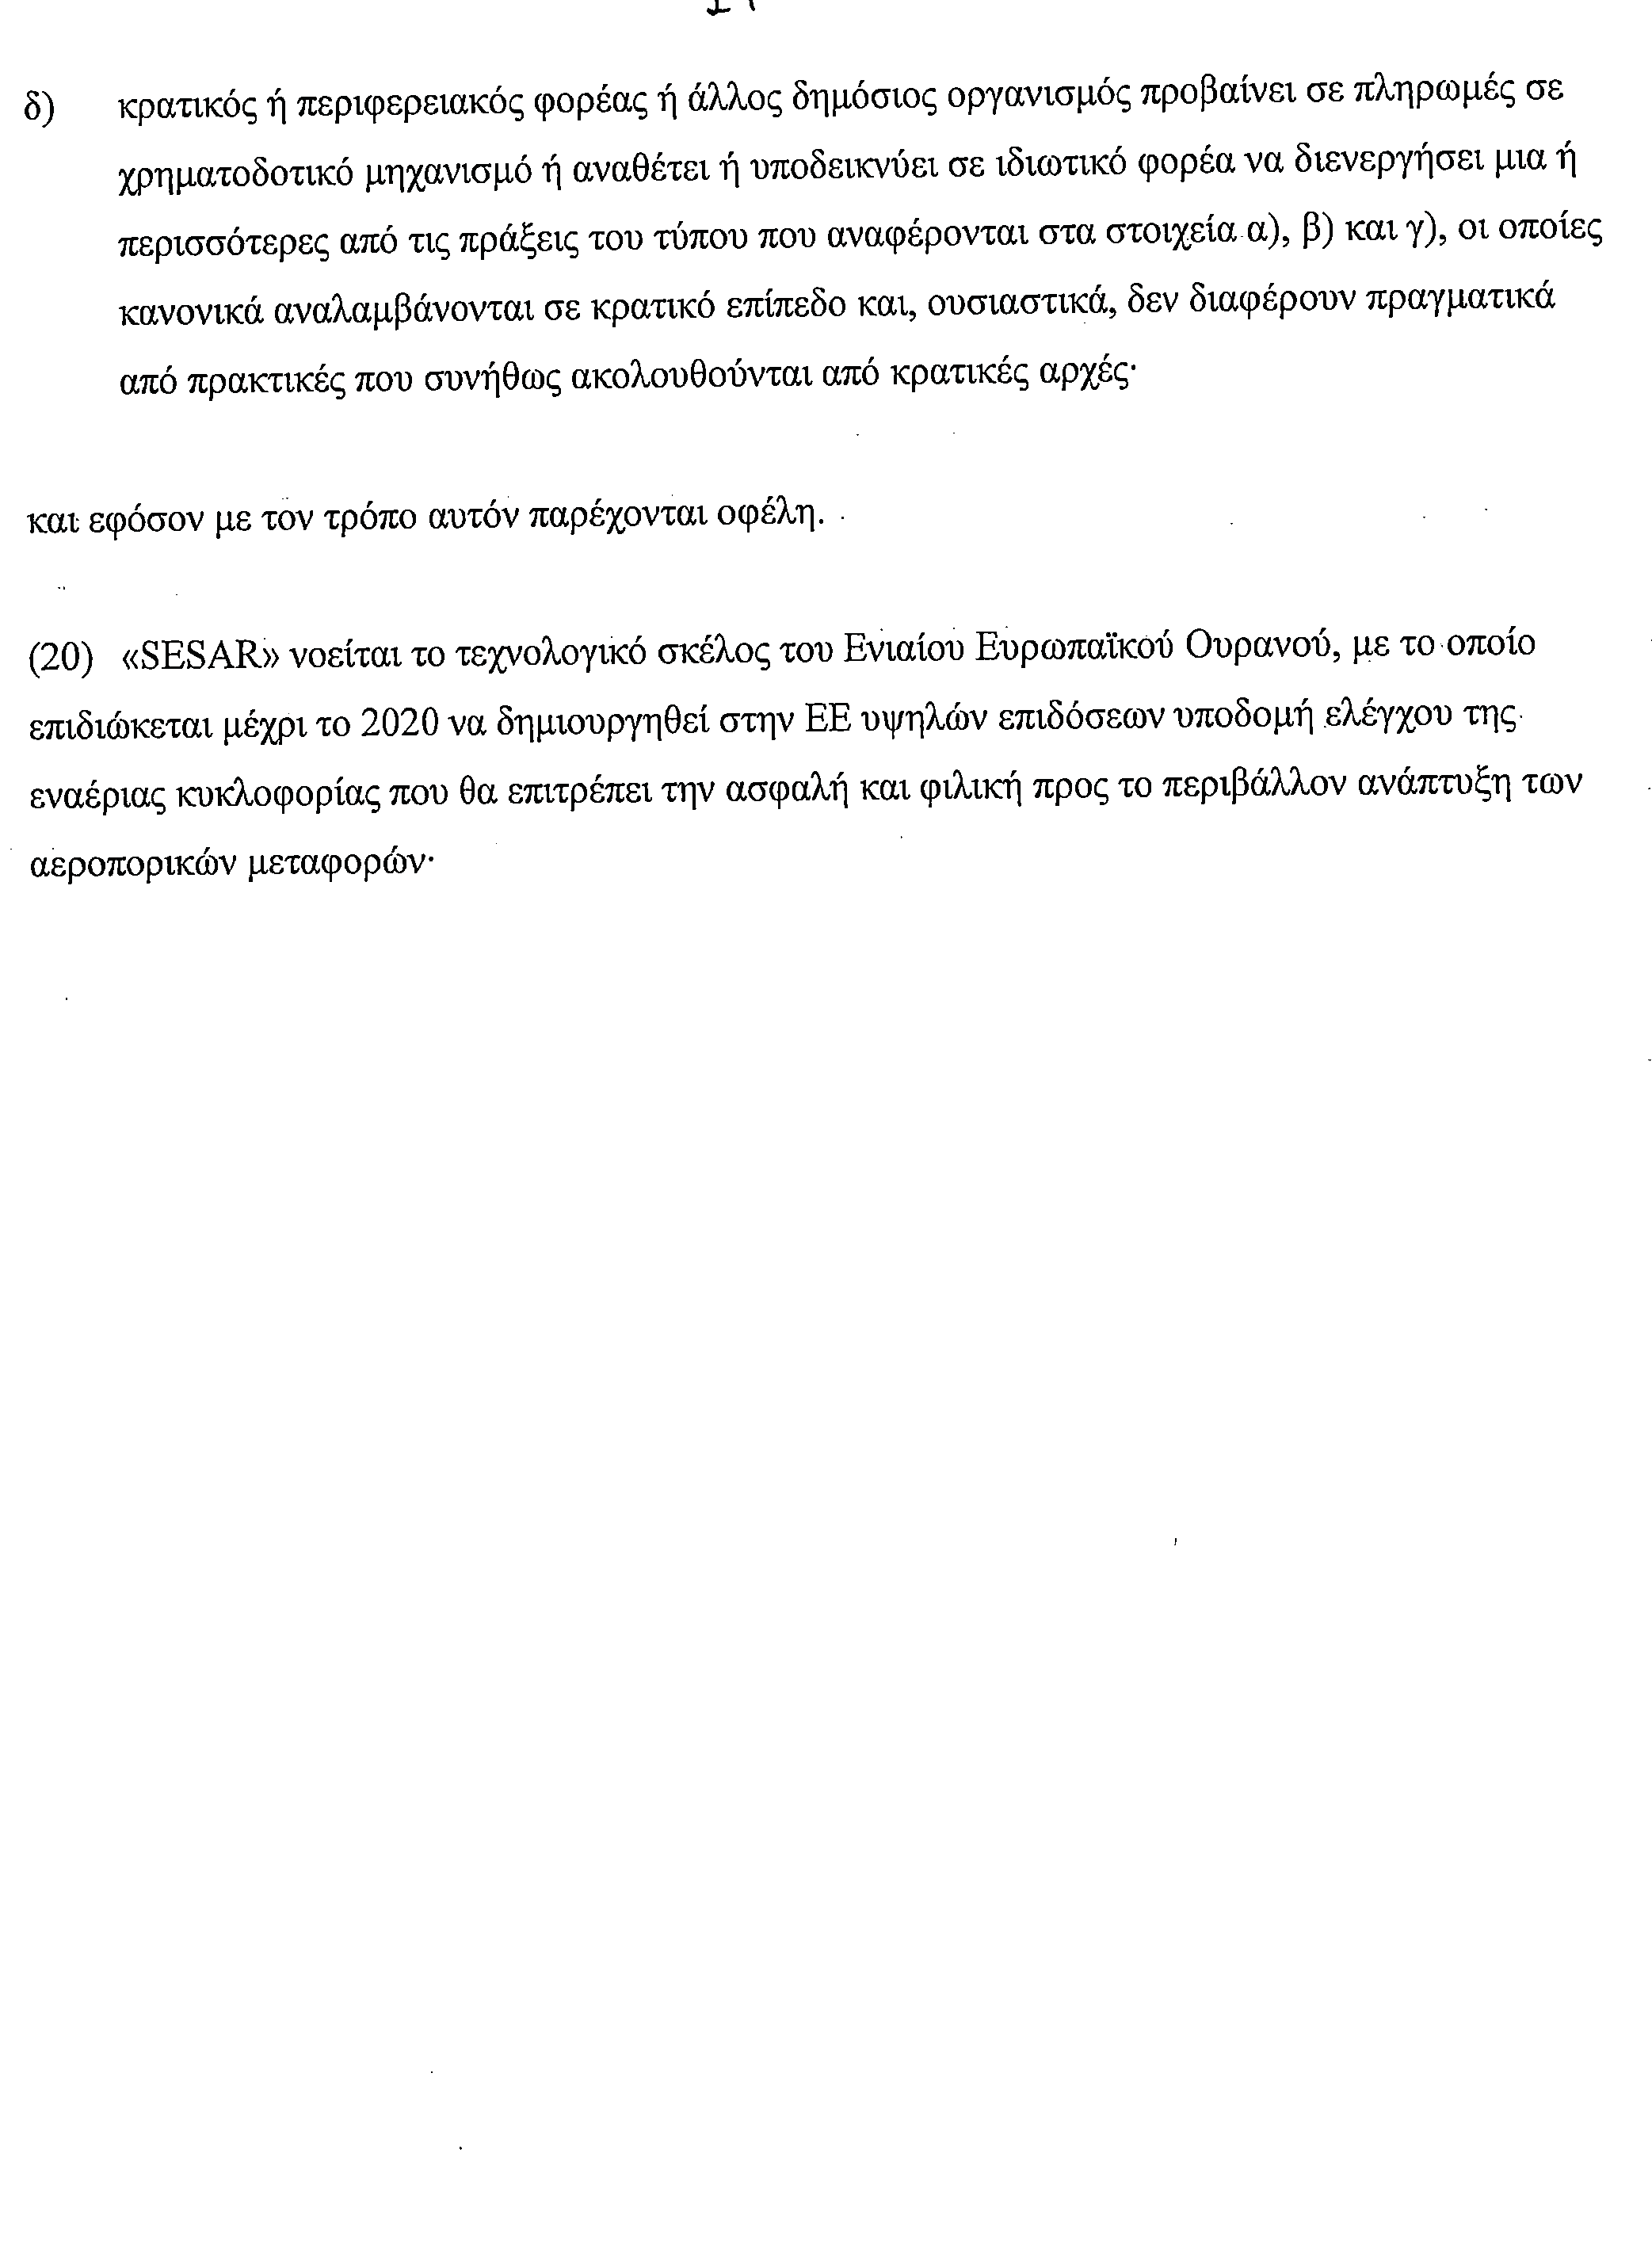 δ) κρατικός ή περιφερειακός φορέας ή άλλος δημόσιος οργανισμός προβαίνει σε πληρωμές σε
χρηματοδοτικό μηχανισμό ή αναθέτει ή υποδεικνύει σε ιδιωτικό φορέα να διενεργήσει μια ή
περισσότερες από τις πράξεις του τύπου που αναφέρονται στα στοιχεία α), β) και γ), οι οποίες
κανονικά αναλαμβάνονται σε κρατικό επίπεδο και, ουσιαστικά, δεν διαφέρουν πραγματικά
από πρακτικές που συνήθως ακολουθούνται από κρατικές αρχές·
και εφόσον με τον τρόπο αυτόν παρέχονται οφέλη.
(20) «SESAR» νοείται το τεχνολογικό σκέλος του Ενιαίου Ευρωπαϊκού Ουρανού, με το οποίο
επιδιώκεται μέχρι το 2020 να δημιουργηθεί στην ΕΕ υψηλών επιδόσεων υποδομή ελέγχου της
εναέριας κυκλοφορίας που θα επιτρέπει την ασφαλή και φιλική προς το περιβάλλον ανάπτυξη των
αεροπορικών μεταφορών·